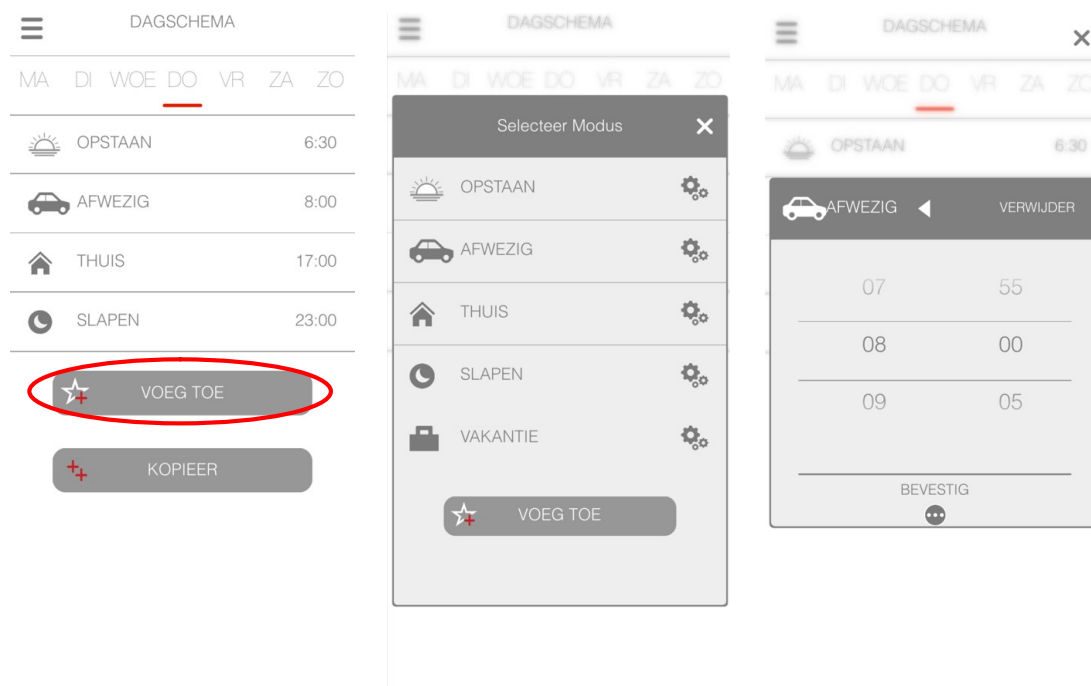 DAGSCHEMA
MA DI WOE DO VR ZA ZO
OPSTAAN 6:30
AFWEZIG 8:00
THUIS 17:00
SLAPEN 23:00
VOEG TOE
KOPIEER
DAGSCHEMA
MA DI WOE DO VR ZA ZO
Selecteer Modus
OPSTAAN
AFWEZIG
THUIS
SLAPEN
VAKANTIE
VOEG TOE
DAGSCHEMA
MA DI WOE DO VR ZA ZO
OPSTAAN 6:30
AFWEZIG VERWIJDER
07 55
08 00
09 05
BEVESTIG